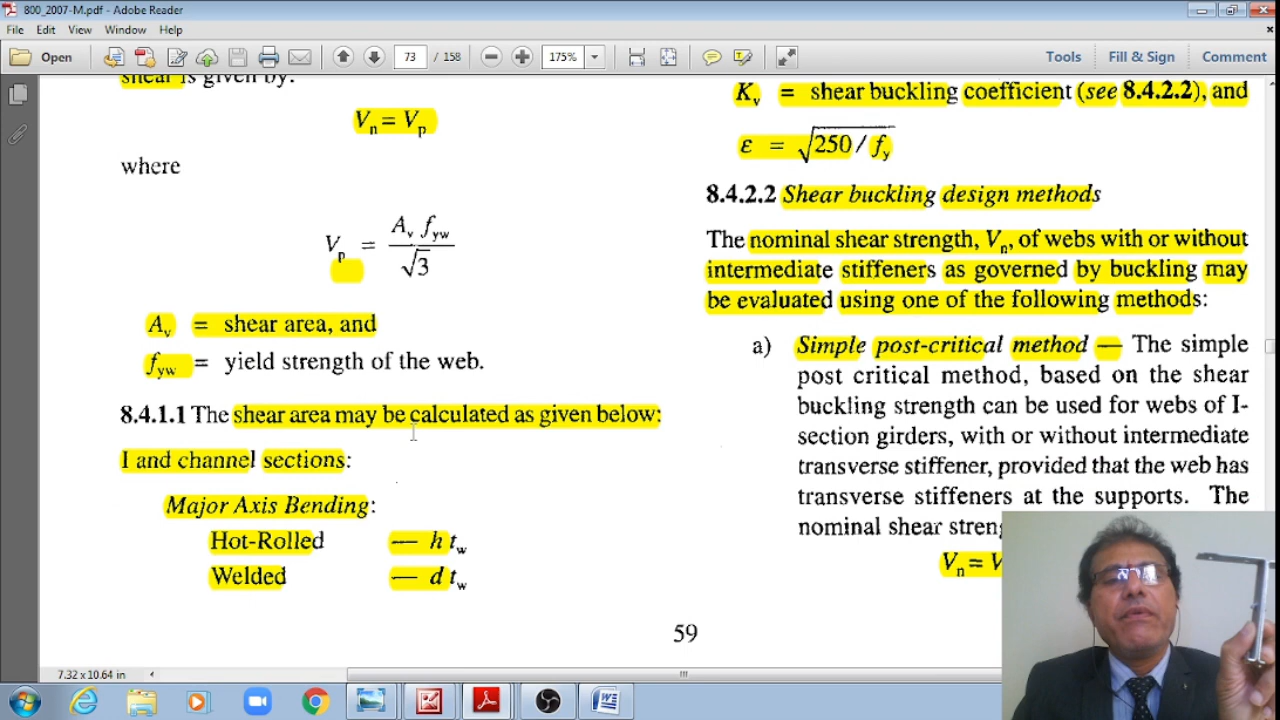 800_2007-M.pdf - Adobe Reader
File Edit View Window Help
Open 73 / 158 175% Tools Fill & Sign Comment
shear is given by:
Vn = Vp
where
Vp = Av fyw / √3
Av = shear area, and
fyw = yield strength of the web.
8.4.1.1 The shear area may be calculated as given below:
I and channel sections:
Major Axis Bending:
Hot-Rolled — h tw
Welded — d tw
59
Kv = shear buckling coefficient (see 8.4.2.2), and
ε = √250 / fy
8.4.2.2 Shear buckling design methods
The nominal shear strength, Vn, of webs with or without
intermediate stiffeners as governed by buckling may
be evaluated using one of the following methods:
a) Simple post-critical method — The simple
post critical method, based on the shear
buckling strength can be used for webs of I-
section girders, with or without intermediate
transverse stiffener, provided that the web has
transverse stiffeners at the supports. The
nominal shear stren
Vn = V
7.32 x 10.64 in